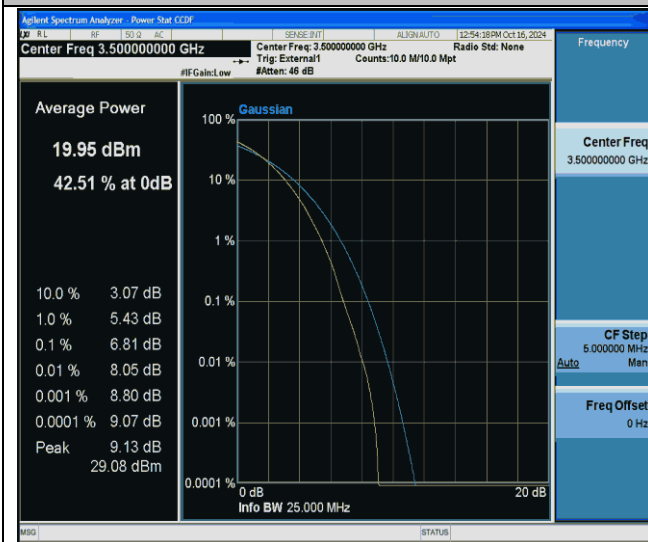 Agilent Spectrum Analyzer - Power Stat CCDF
RL RF 50 Ω AC SENSE:INT ALIGNAUTO 12:54:18PM Oct 16, 2024
Center Freq 3.500000000 GHz
Center Freq: 3.500000000 GHz Radio Std: None
Trig: External1 Counts:10.0 M/10.0 Mpt
#IFGain:Low #Atten: 46 dB
Frequency
Average Power
19.95 dBm
42.51 % at 0dB
10.0 % 3.07 dB
1.0 % 5.43 dB
0.1 % 6.81 dB
0.01 % 8.05 dB
0.001 % 8.80 dB
0.0001 % 9.07 dB
Peak 9.13 dB
29.08 dBm
Gaussian
100 %
10 %
1 %
0.1 %
0.01 %
0.001 %
0.0001 %
0 dB 20 dB
Info BW 25.000 MHz
Center Freq
3.500000000 GHz
CF Step
5.000000 MHz
Auto Man
Freq Offset
0 Hz
MSG STATUS